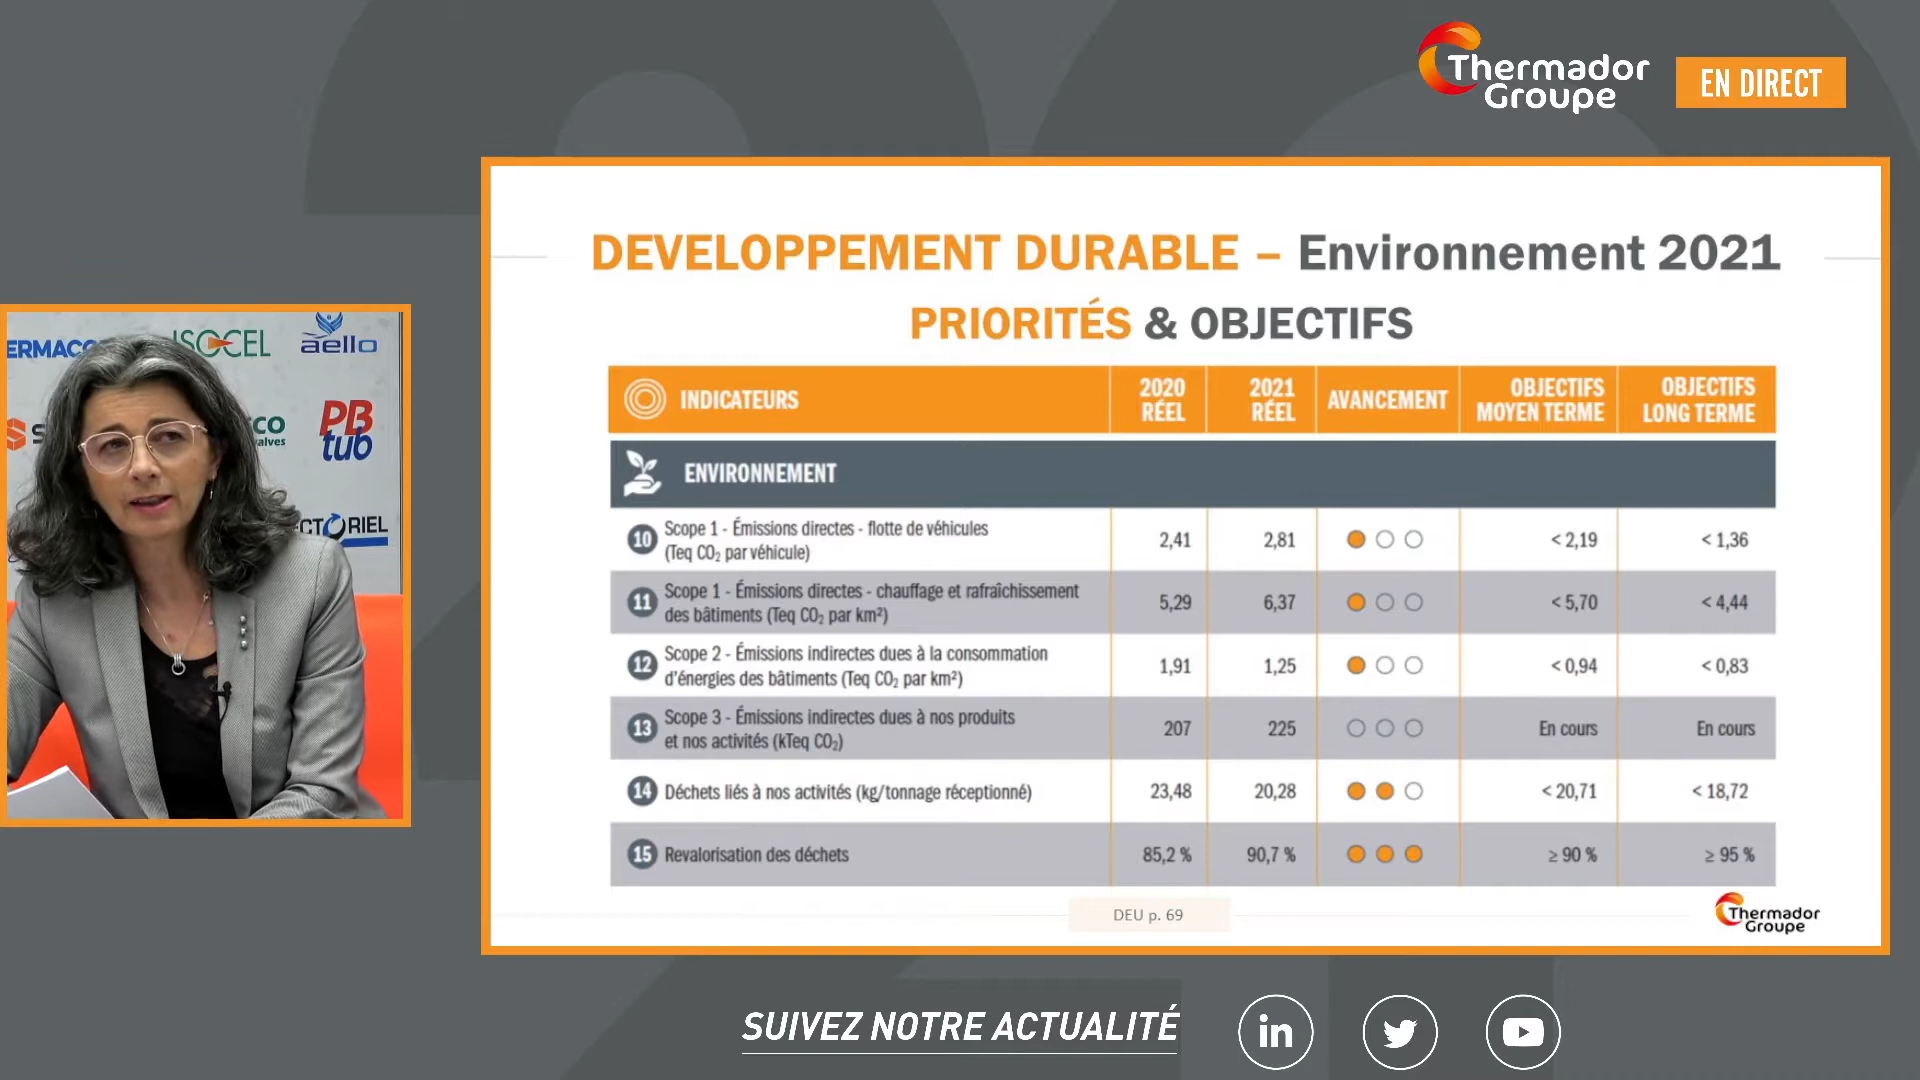 Thermador
Groupe
EN DIRECT
ISOCEL
aello
PB
tub
DEVELOPPEMENT DURABLE – Environnement 2021
PRIORITÉS & OBJECTIFS
INDICATEURS 2020 RÉEL 2021 RÉEL AVANCEMENT OBJECTIFS MOYEN TERME OBJECTIFS LONG TERME
ENVIRONNEMENT
10 Scope 1 - Émissions directes - flotte de véhicules
(Teq CO₂ par véhicule) 2,41 2,81 < 2,19 < 1,36
11 Scope 1 - Émissions directes - chauffage et rafraîchissement
des bâtiments (Teq CO₂ par km²) 5,29 6,37 < 5,70 < 4,44
12 Scope 2 - Émissions indirectes dues à la consommation
d'énergies des bâtiments (Teq CO₂ par km²) 1,91 1,25 < 0,94 < 0,83
13 Scope 3 - Émissions indirectes dues à nos produits
et nos activités (kTeq CO₂) 207 225 En cours En cours
14 Déchets liés à nos activités (kg/tonnage réceptionné) 23,48 20,28 < 20,71 < 18,72
15 Revalorisation des déchets 85,2 % 90,7 % ≥ 90 % ≥ 95 %
DEU p. 69
Thermador
Groupe
SUIVEZ NOTRE ACTUALITÉ
in